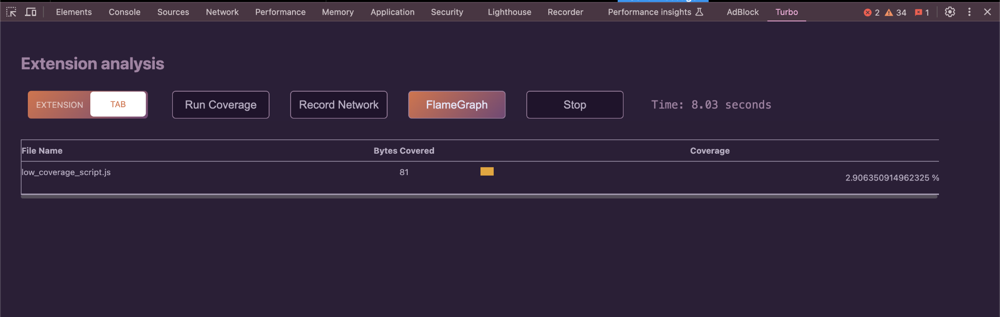 Elements Console Sources Network Performance Memory Application Security Lighthouse Recorder Performance insights AdBlock Turbo 2 34 1
Extension analysis
EXTENSION TAB Run Coverage Record Network FlameGraph Stop Time: 8.03 seconds
File Name Bytes Covered Coverage
low_coverage_script.js 81 2.906350914962325 %